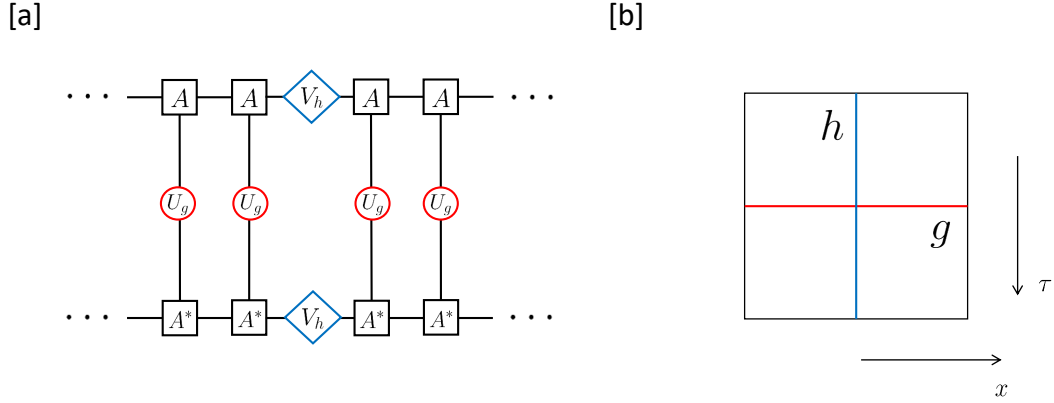 [a]
[b]
· · · A A V_h A A · · ·
U_g U_g U_g U_g
· · · A* A* V_h A* A* · · ·
h
g
τ
x